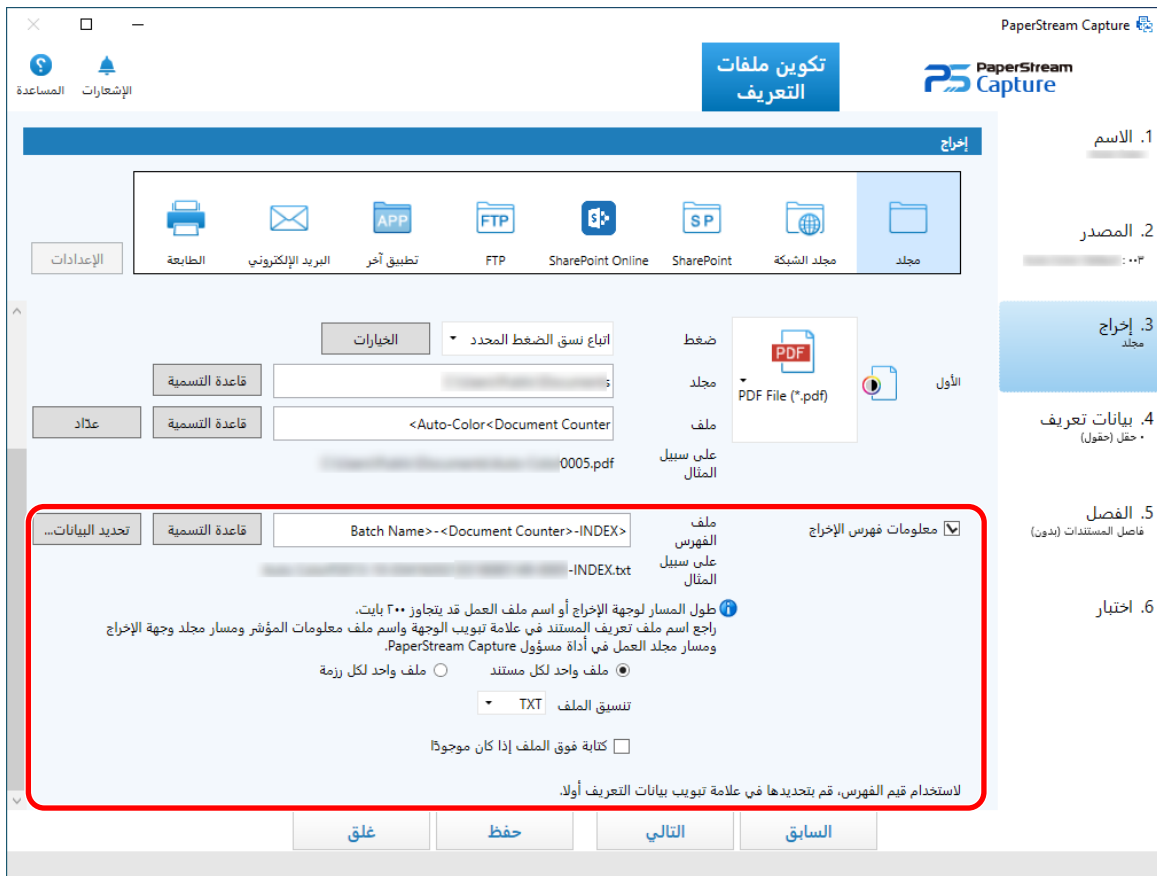 PaperStream Capture
PaperStream
Capture
تكوين ملفات
التعريف
الإشعارات
المساعدة
1. الاسم
2. المصدر
٠٠٣:
3. إخراج
مجلد
4. بيانات تعريف
• حقل (حقول)
5. الفصل
فاصل المستندات (بدون)
6. اختبار
إخراج
مجلد
مجلد الشبكة
SharePoint
SharePoint Online
FTP
تطبيق آخر
البريد الإلكتروني
الطابعة
الإعدادات
SP
FTP
APP
الأول
PDF
PDF File (*.pdf)
ضغط
اتباع نسق الضغط المحدد
الخيارات
مجلد
s
قاعدة التسمية
ملف
<Auto-Color<Document Counter
قاعدة التسمية
عدّاد
على سبيل
المثال
0005.pdf
معلومات فهرس الإخراج
ملف
الفهرس
Batch Name>-<Document Counter>-INDEX>
قاعدة التسمية
تحديد البيانات...
على سبيل
المثال
-INDEX.txt
طول المسار لوجهة الإخراج أو اسم ملف العمل قد يتجاوز ٢٠٠ بايت.
راجع اسم ملف تعريف المستند في علامة تبويب الوجهة واسم ملف معلومات المؤشر ومسار مجلد وجهة الإخراج
ومسار مجلد العمل في أداة مسؤول PaperStream Capture.
ملف واحد لكل مستند
ملف واحد لكل رزمة
تنسيق الملف
TXT
كتابة فوق الملف إذا كان موجودًا
لاستخدام قيم الفهرس، قم بتحديدها في علامة تبويب بيانات التعريف أولا.
السابق
التالي
حفظ
غلق